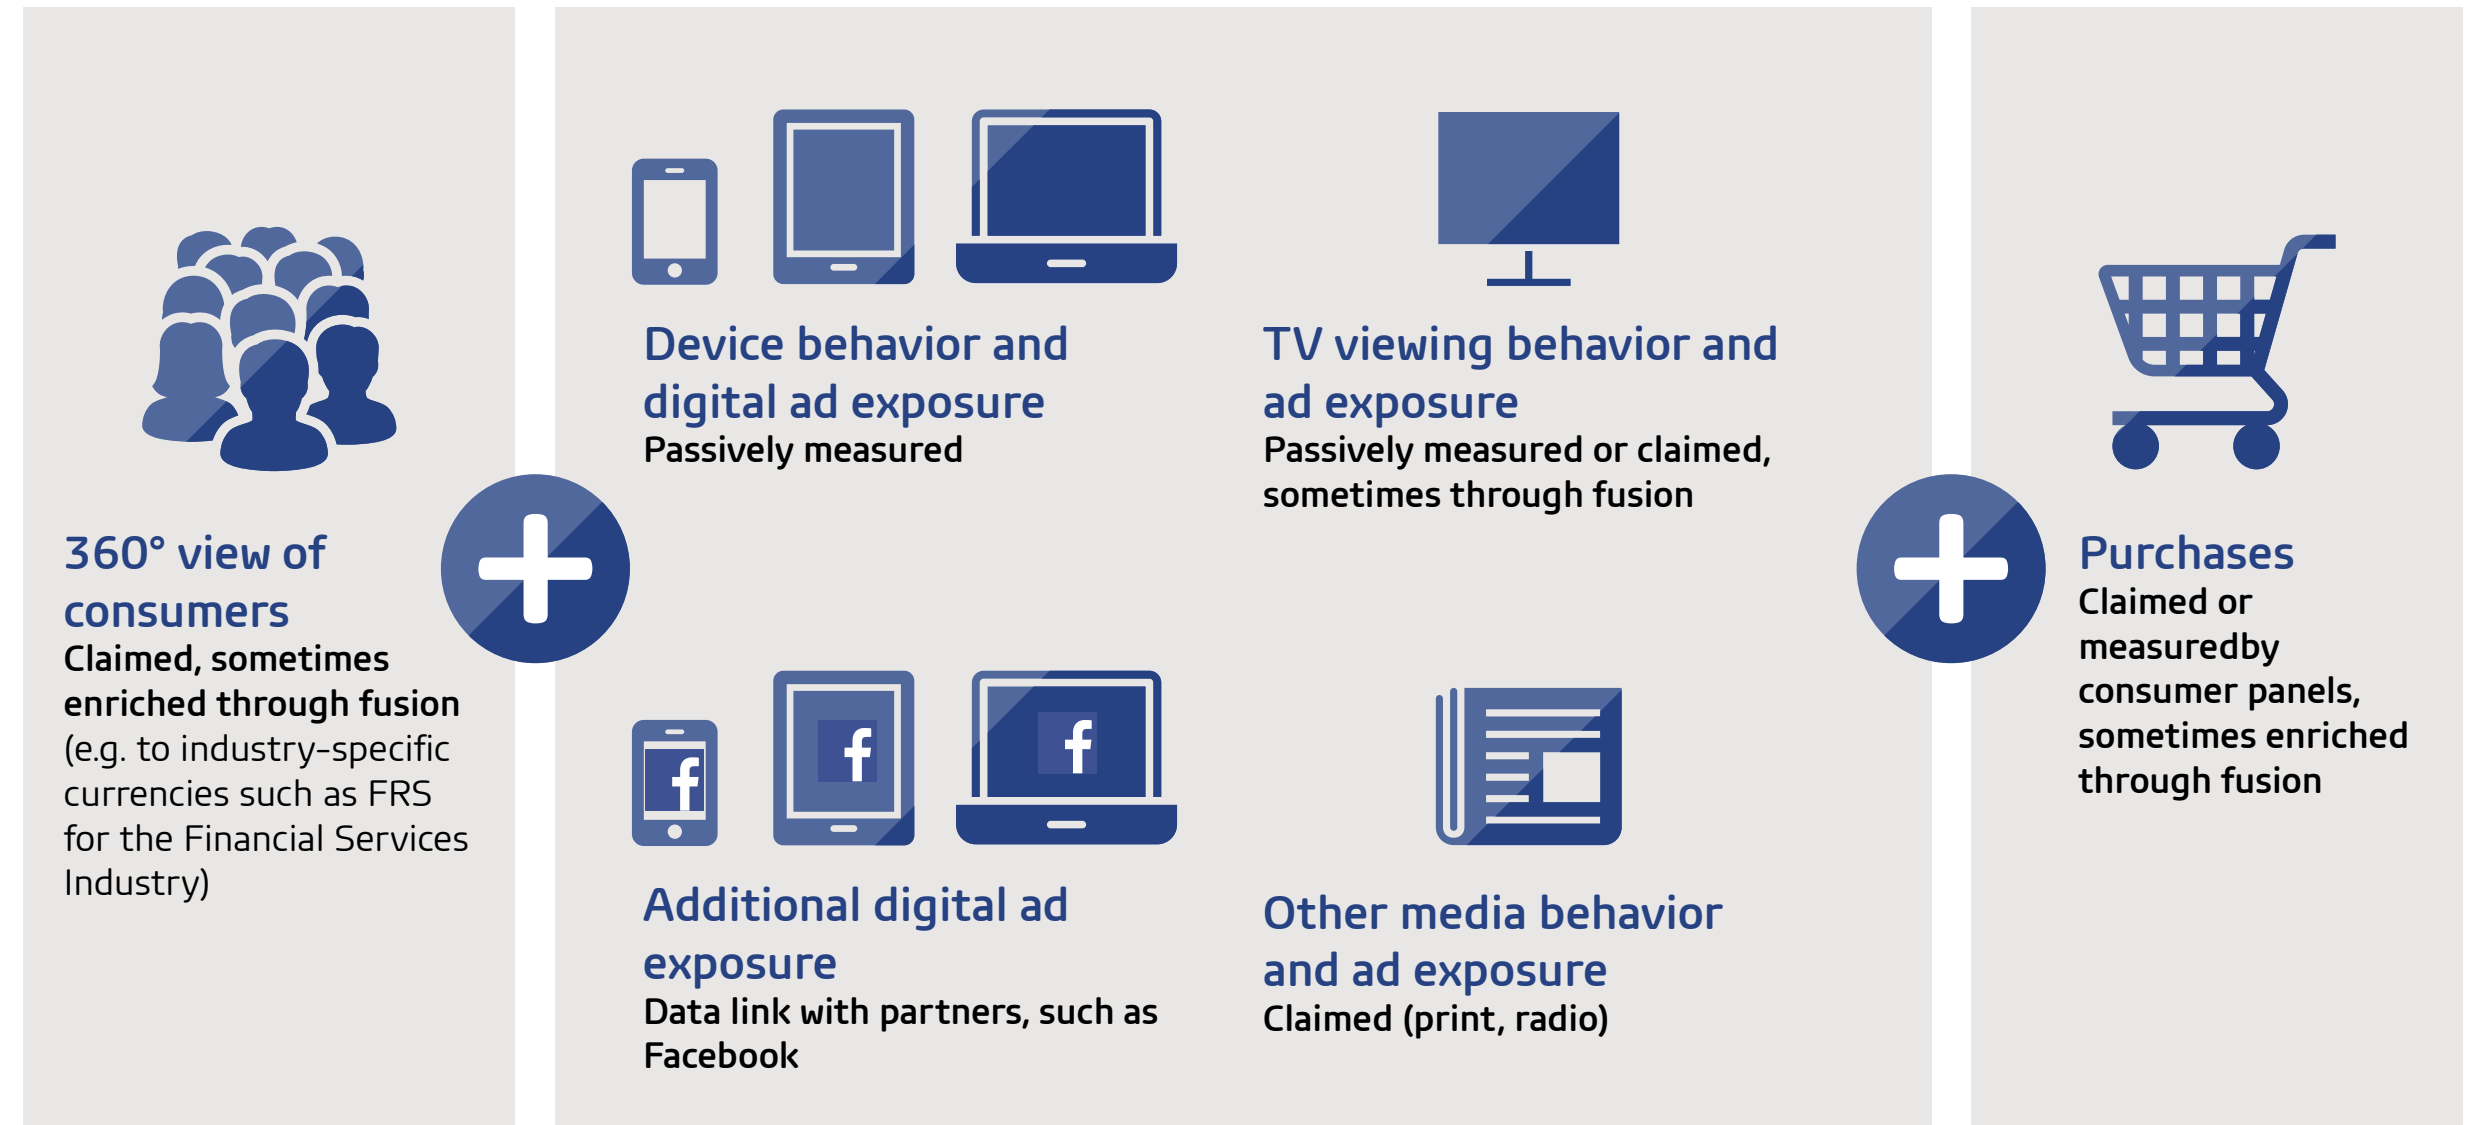 360° view of
consumers
Claimed, sometimes
enriched through fusion
(e.g. to industry-specific
currencies such as FRS
for the Financial Services
Industry)
Device behavior and
digital ad exposure
Passively measured
TV viewing behavior and
ad exposure
Passively measured or claimed,
sometimes through fusion
f
f
f
Additional digital ad
exposure
Data link with partners, such as
Facebook
Other media behavior
and ad exposure
Claimed (print, radio)
Purchases
Claimed or
measuredby
consumer panels,
sometimes enriched
through fusion